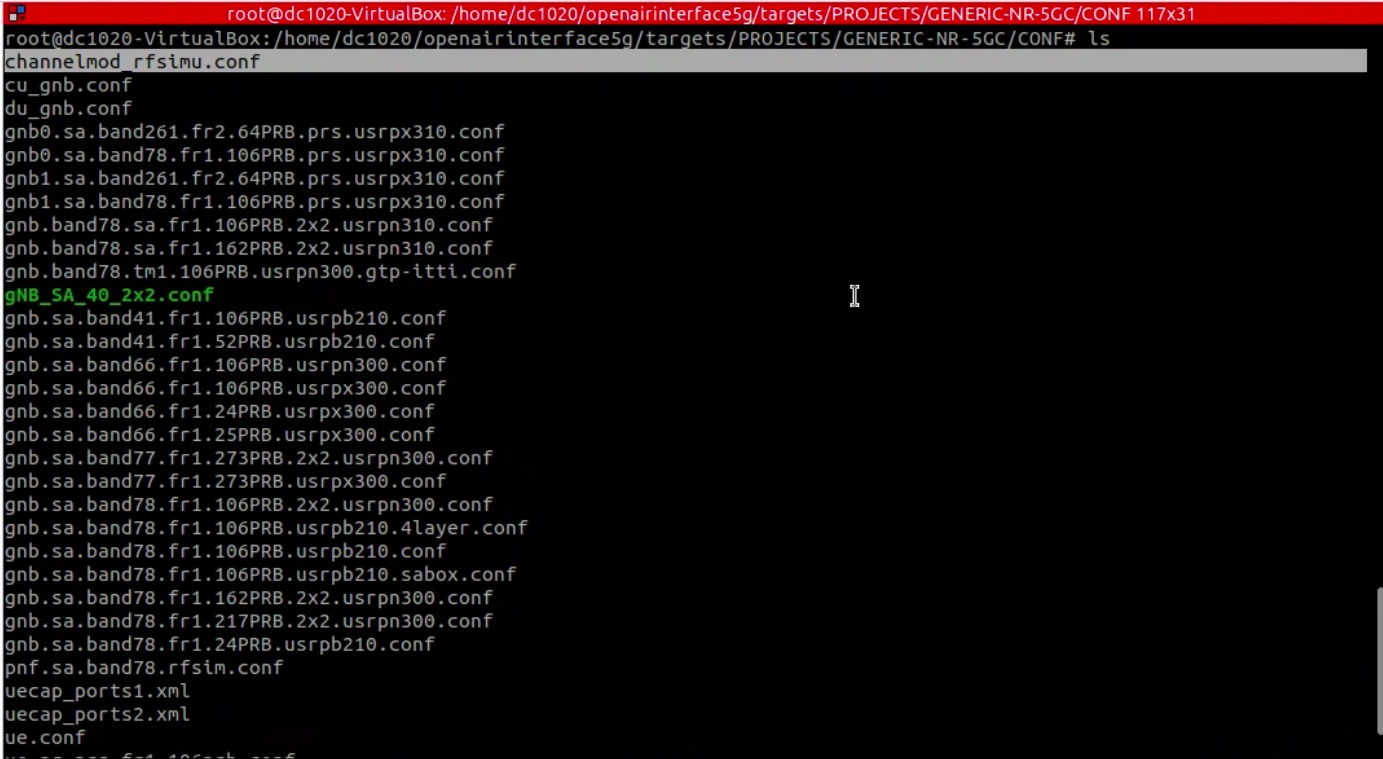 root@dc1020-VirtualBox: /home/dc1020/openairinterface5g/targets/PROJECTS/GENERIC-NR-5GC/CONF 117x31
root@dc1020-VirtualBox:/home/dc1020/openairinterface5g/targets/PROJECTS/GENERIC-NR-5GC/CONF# ls
channelmod_rfsimu.conf
cu_gnb.conf
du_gnb.conf
gnb0.sa.band261.fr2.64PRB.prs.usrpx310.conf
gnb0.sa.band78.fr1.106PRB.prs.usrpx310.conf
gnb1.sa.band261.fr2.64PRB.prs.usrpx310.conf
gnb1.sa.band78.fr1.106PRB.prs.usrpx310.conf
gnb.band78.sa.fr1.106PRB.2x2.usrpn310.conf
gnb.band78.sa.fr1.162PRB.2x2.usrpn310.conf
gnb.band78.tm1.106PRB.usrpn300.gtp-itti.conf
gNB_SA_40_2x2.conf
gnb.sa.band41.fr1.106PRB.usrpb210.conf
gnb.sa.band41.fr1.52PRB.usrpb210.conf
gnb.sa.band66.fr1.106PRB.usrpn300.conf
gnb.sa.band66.fr1.106PRB.usrpx300.conf
gnb.sa.band66.fr1.24PRB.usrpx300.conf
gnb.sa.band66.fr1.25PRB.usrpx300.conf
gnb.sa.band77.fr1.273PRB.2x2.usrpn300.conf
gnb.sa.band77.fr1.273PRB.usrpx300.conf
gnb.sa.band78.fr1.106PRB.2x2.usrpn300.conf
gnb.sa.band78.fr1.106PRB.usrpb210.4layer.conf
gnb.sa.band78.fr1.106PRB.usrpb210.conf
gnb.sa.band78.fr1.106PRB.usrpb210.sabox.conf
gnb.sa.band78.fr1.162PRB.2x2.usrpn300.conf
gnb.sa.band78.fr1.217PRB.2x2.usrpn300.conf
gnb.sa.band78.fr1.24PRB.usrpb210.conf
pnf.sa.band78.rfsim.conf
uecap_ports1.xml
uecap_ports2.xml
ue.conf